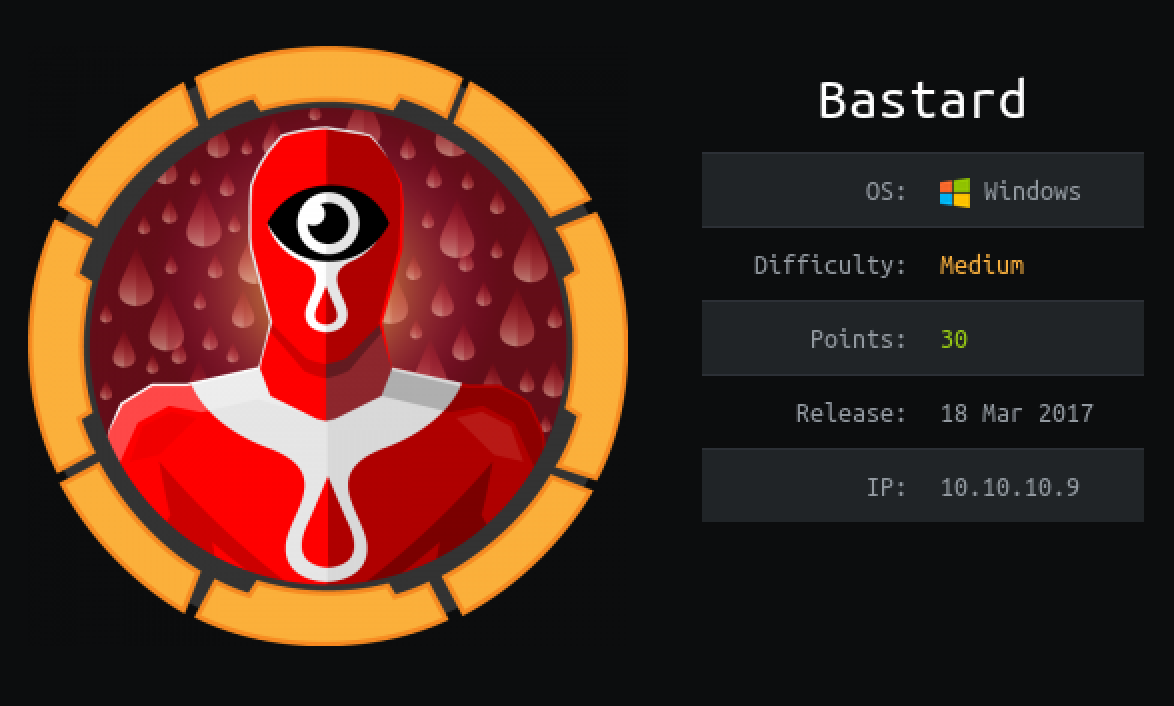 Bastard
OS: Windows
Difficulty: Medium
Points: 30
Release: 18 Mar 2017
IP: 10.10.10.9